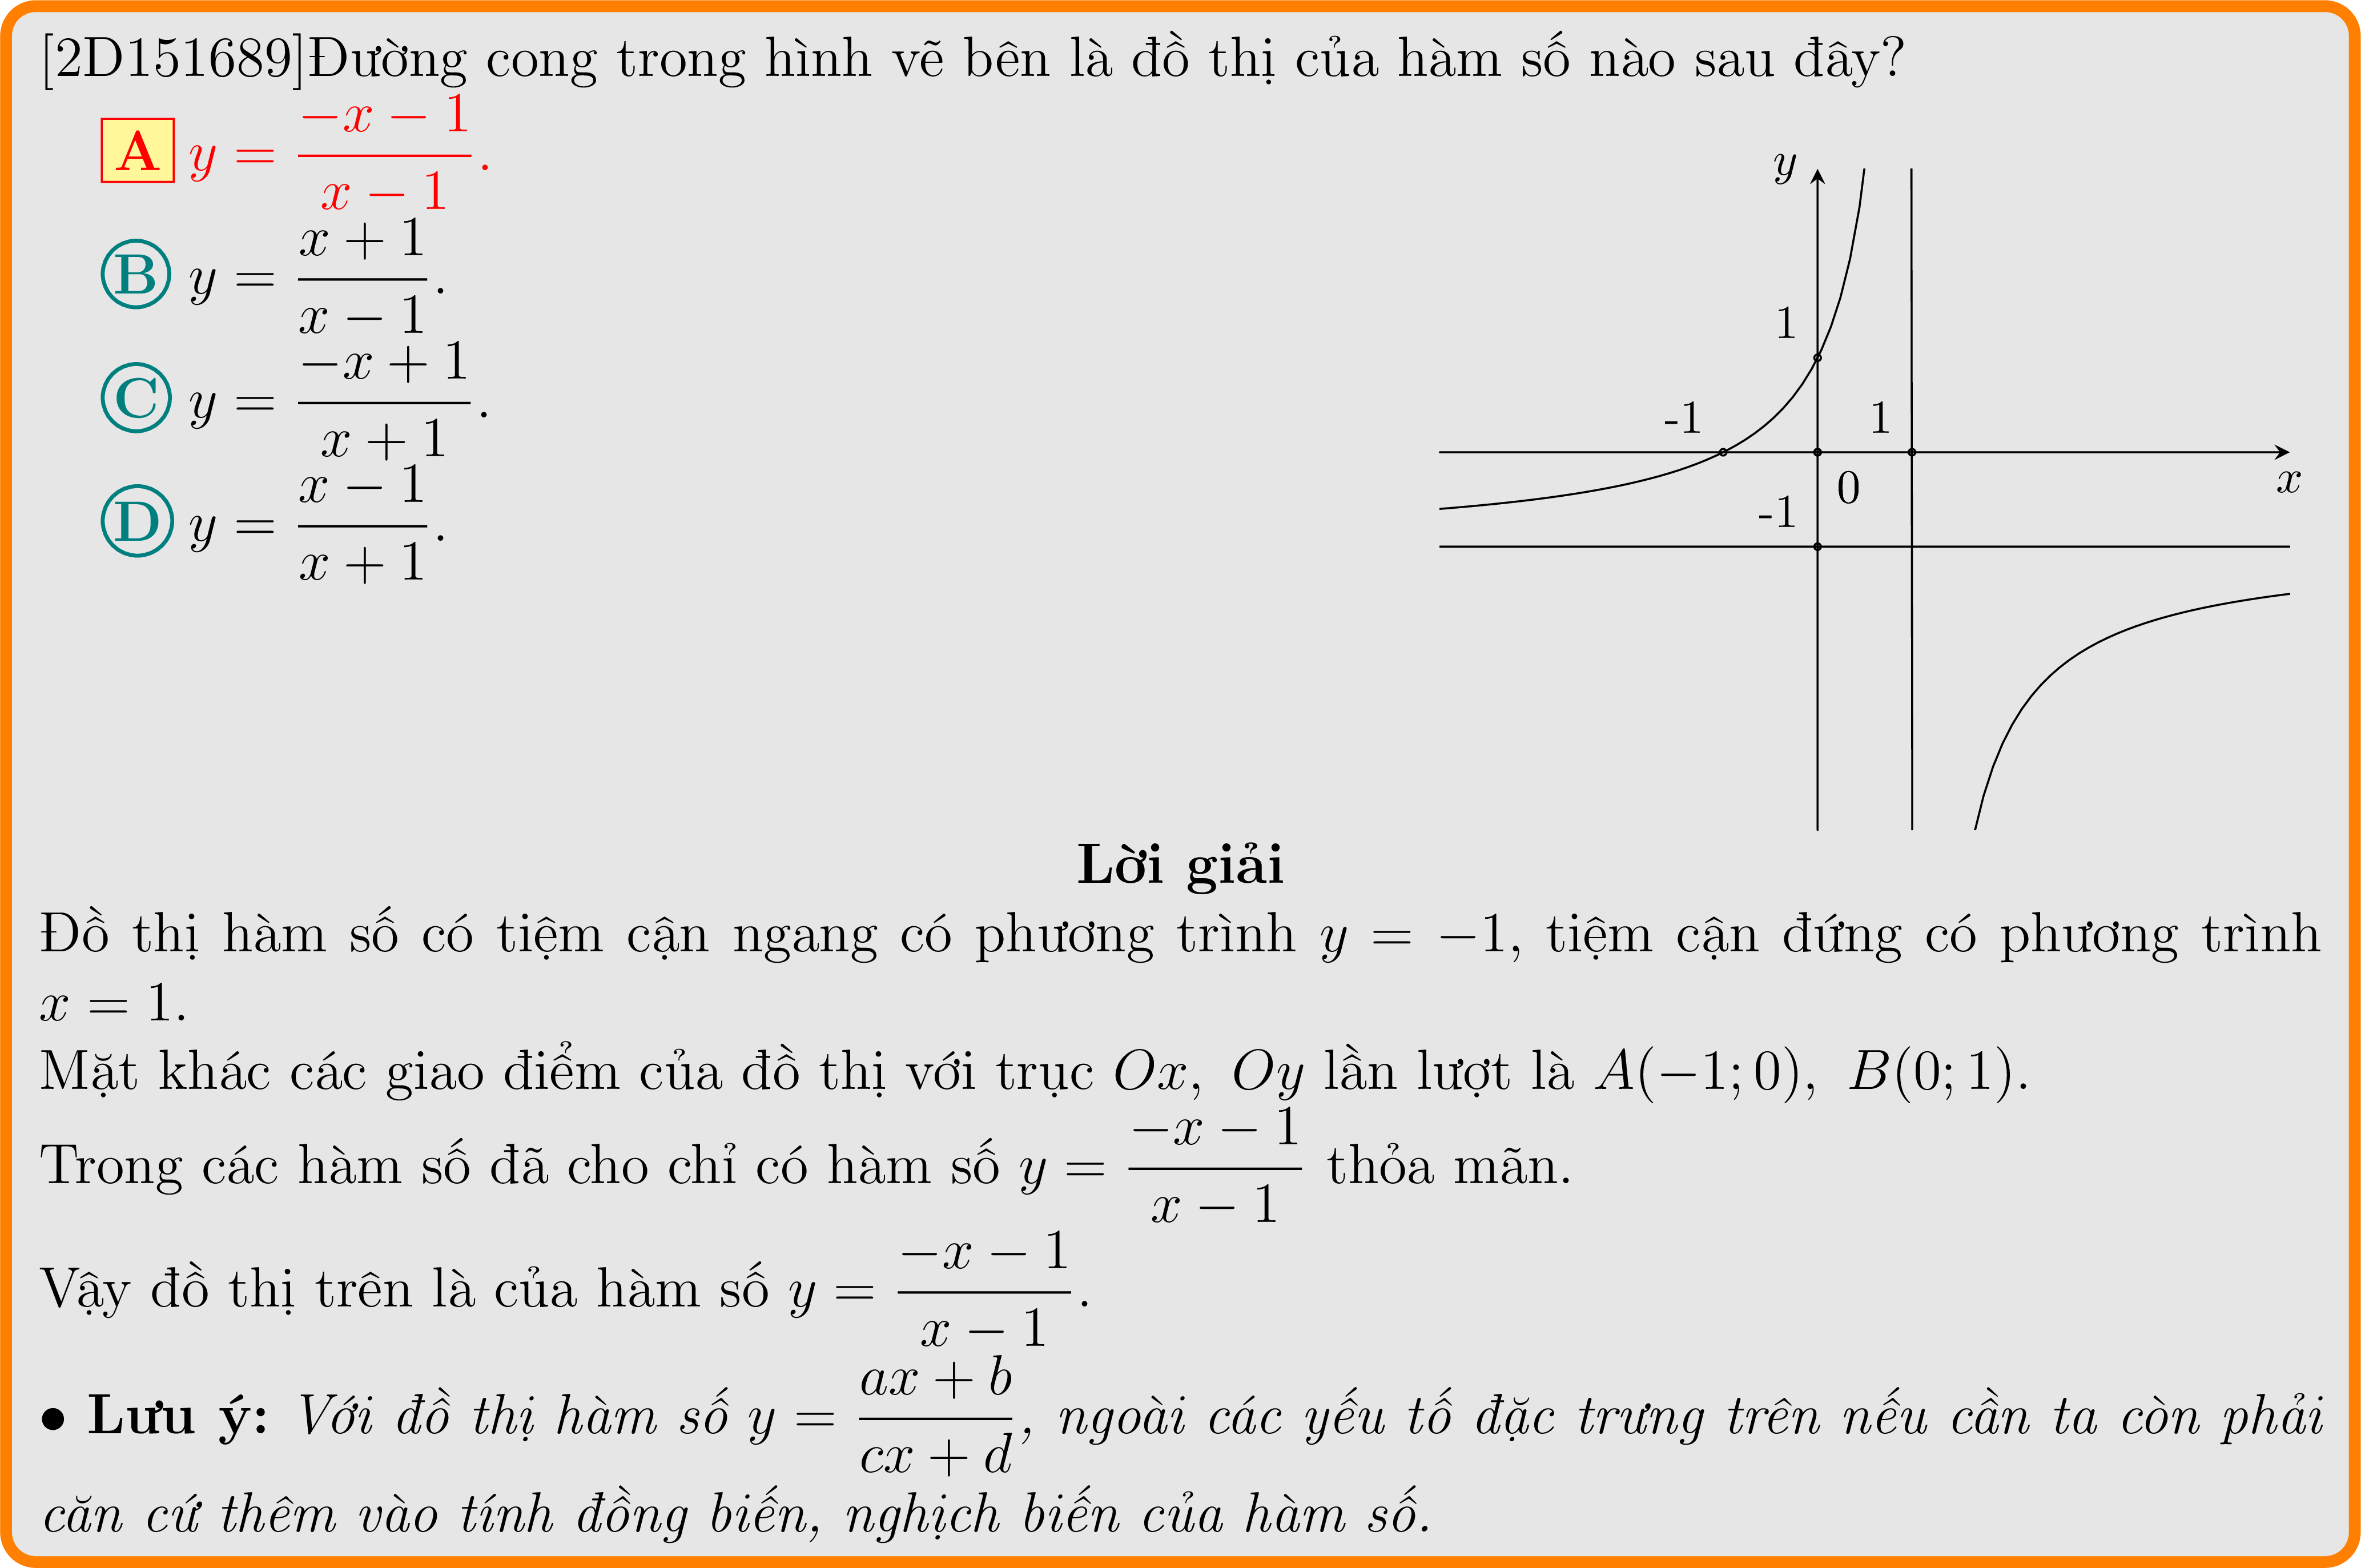 [2D151689]Đường cong trong hình vẽ bên là đồ thị của hàm số nào sau đây?
A y = \frac{-x-1}{x-1}.
B y = \frac{x+1}{x-1}.
C y = \frac{-x+1}{x+1}.
D y = \frac{x-1}{x+1}.
y
1
-1 1
0 x
-1
Lời giải
Đồ thị hàm số có tiệm cận ngang có phương trình y = −1, tiệm cận đứng có phương trình
x = 1.
Mặt khác các giao điểm của đồ thị với trục Ox, Oy lần lượt là A(−1; 0), B(0; 1).
Trong các hàm số đã cho chỉ có hàm số y = \frac{-x-1}{x-1} thỏa mãn.
Vậy đồ thị trên là của hàm số y = \frac{-x-1}{x-1}.
• Lưu ý: Với đồ thị hàm số y = \frac{ax+b}{cx+d}, ngoài các yếu tố đặc trưng trên nếu cần ta còn phải
căn cứ thêm vào tính đồng biến, nghịch biến của hàm số.